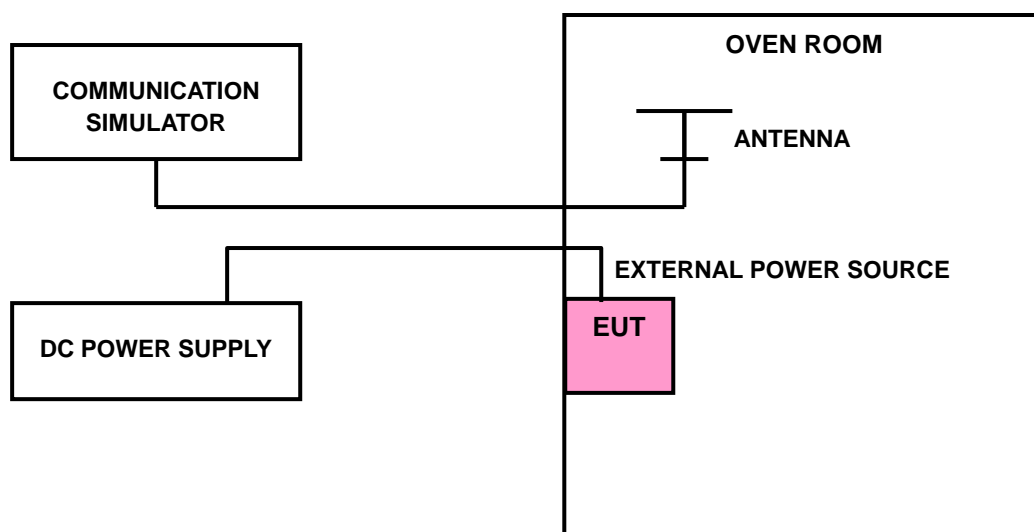 OVEN ROOM
COMMUNICATION
SIMULATOR
ANTENNA
EXTERNAL POWER SOURCE
EUT
DC POWER SUPPLY